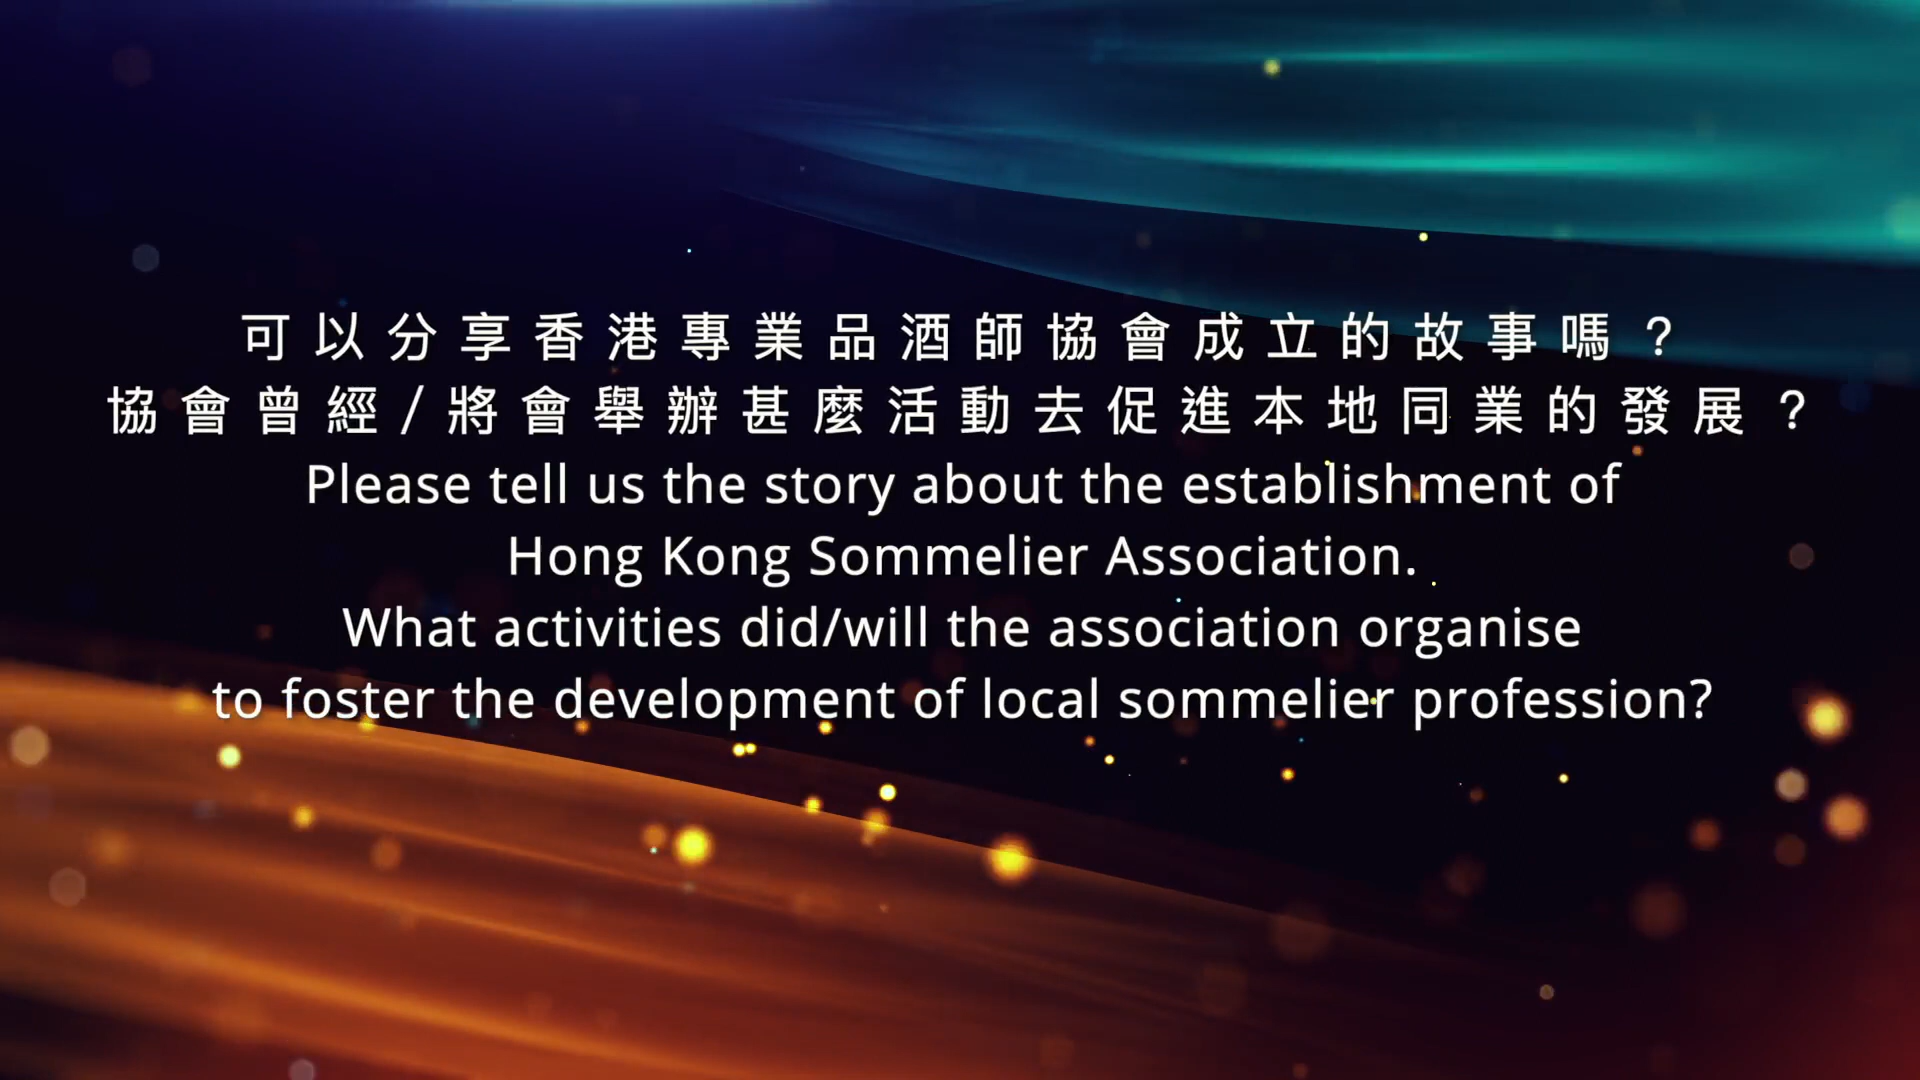 可以分享香港專業品酒師協會成立的故事嗎？
協會曾經/將會舉辦甚麼活動去促進本地同業的發展？
Please tell us the story about the establishment of
Hong Kong Sommelier Association.
What activities did/will the association organise
to foster the development of local sommelier profession?